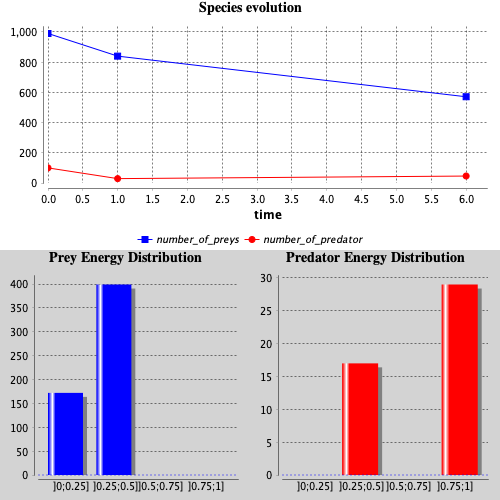 Species evolution
1,000
800
600
400
200
0
0.0 0.5 1.0 1.5 2.0 2.5 3.0 3.5 4.0 4.5 5.0 5.5 6.0
time
number_of_preys number_of_predator
Prey Energy Distribution
400
350
300
250
200
150
100
50
0
]0;0.25] ]0.25;0.5] ]0.5;0.75] ]0.75;1]
Predator Energy Distribution
30
25
20
15
10
5
0
]0;0.25] ]0.25;0.5] ]0.5;0.75] ]0.75;1]